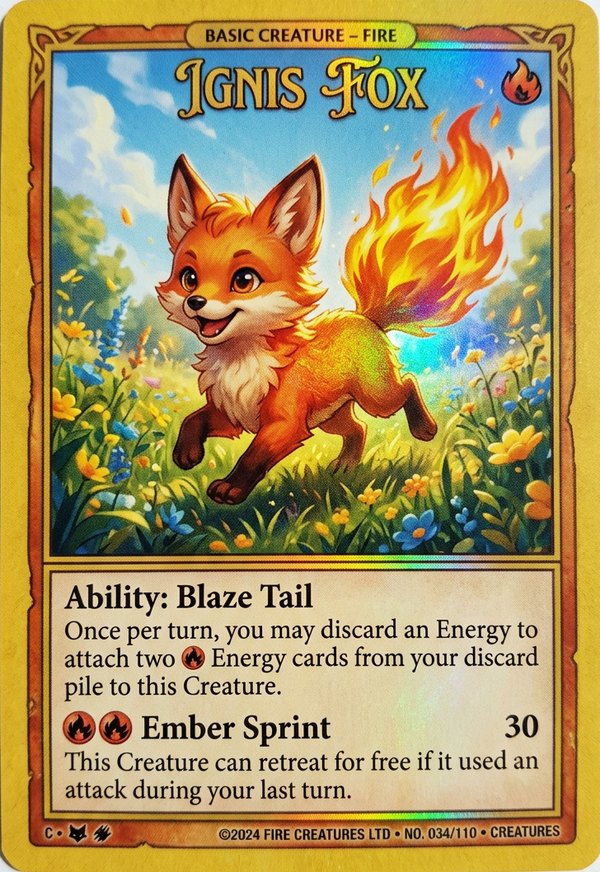 BASIC CREATURE – FIRE
IGNIS FOX
Ability: Blaze Tail
Once per turn, you may discard an Energy to
attach two Energy cards from your discard
pile to this Creature.
Ember Sprint 30
This Creature can retreat for free if it used an
attack during your last turn.
C •
©2024 FIRE CREATURES LTD • NO. 034/110 • CREATURES